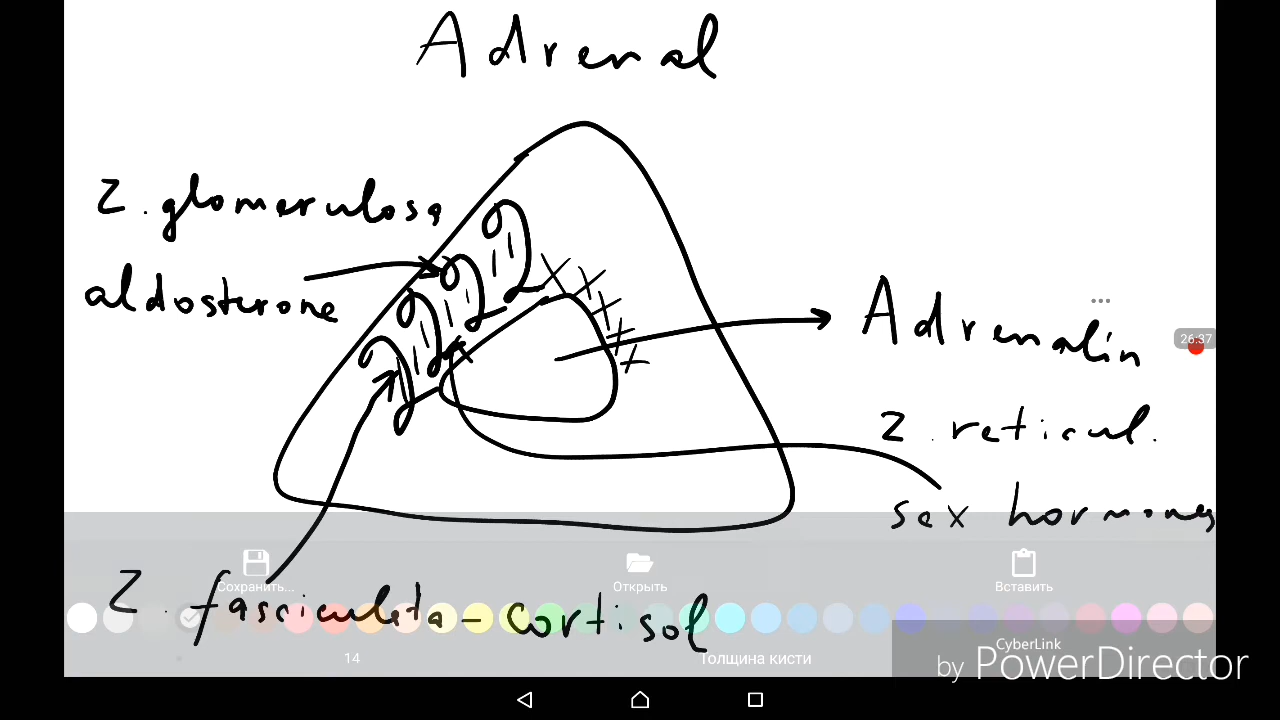 Adrenal
Z. glomerulosa
aldosterone
Adrenalin
26:37
z. reticul.
sex hormones
Сохранить...
Открыть
Вставить
Z. fasciculata - cortisol
14
Толщина кисти
CyberLink
by PowerDirector